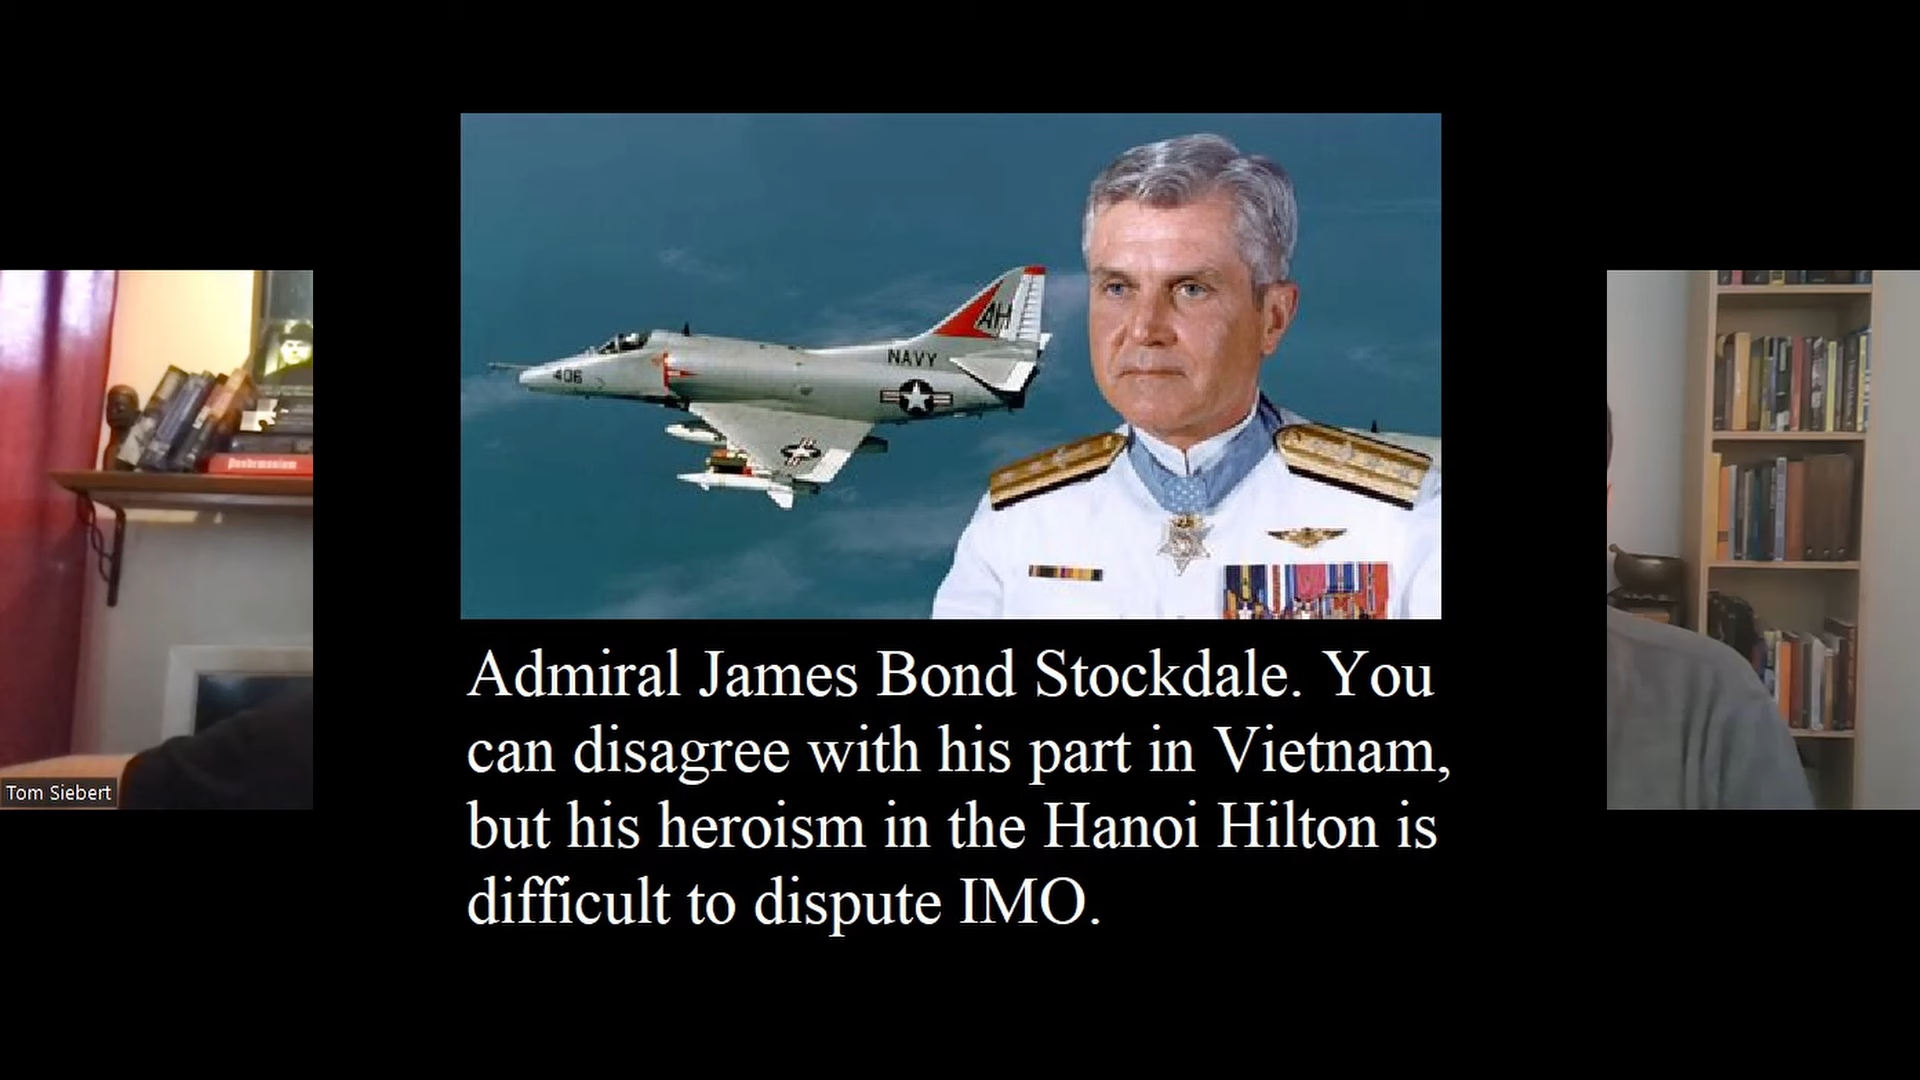 AH
NAVY
406
Pandemonium
Tom Siebert
Admiral James Bond Stockdale. You
can disagree with his part in Vietnam,
but his heroism in the Hanoi Hilton is
difficult to dispute IMO.